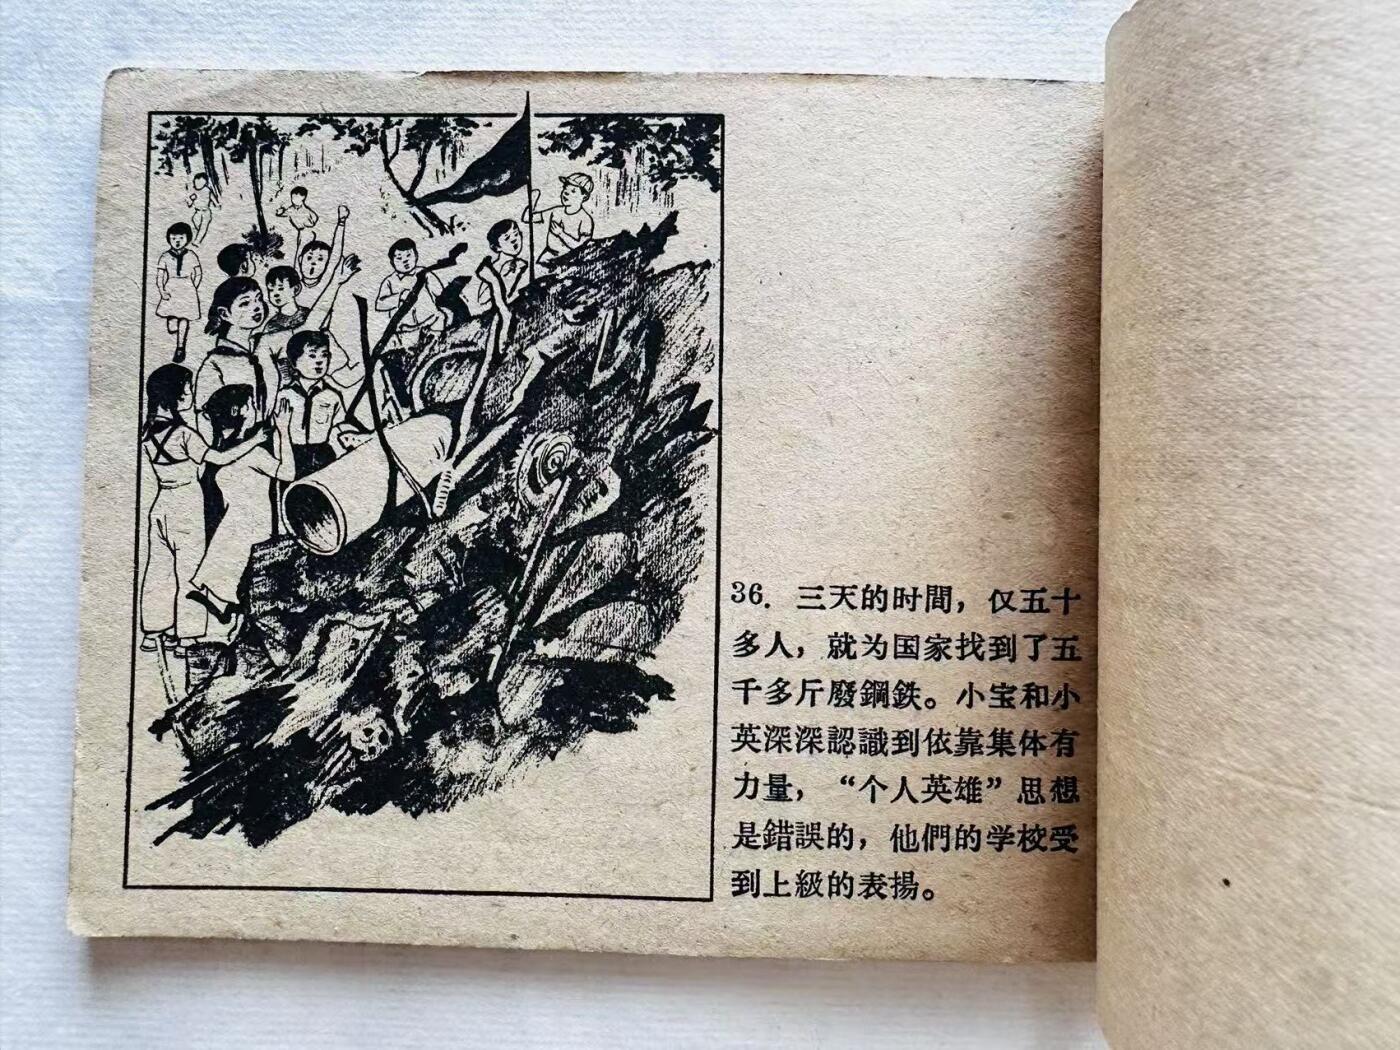 36. 三天的时間，仅五十
多人，就为国家找到了五
千多斤廢鋼鉄。小宝和小
英深深認識到依靠集体有
力量，“个人英雄”思想
是錯誤的，他們的学校受
到上級的表揚。